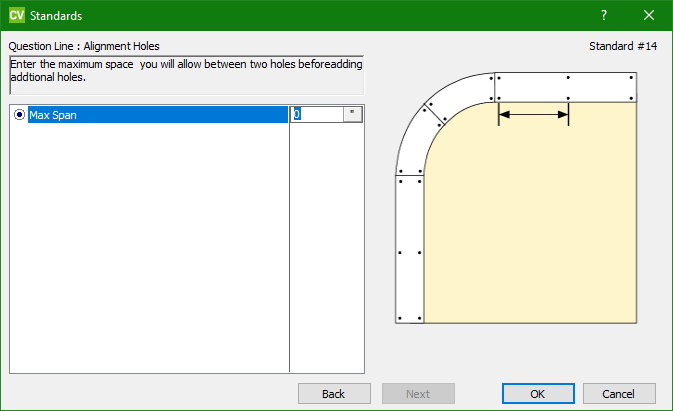 CV Standards ?
Question Line : Alignment Holes
Standard #14
Enter the maximum space  you will allow between two holes beforeadding
addtional holes.
Max Span 0 "
Back Next OK Cancel